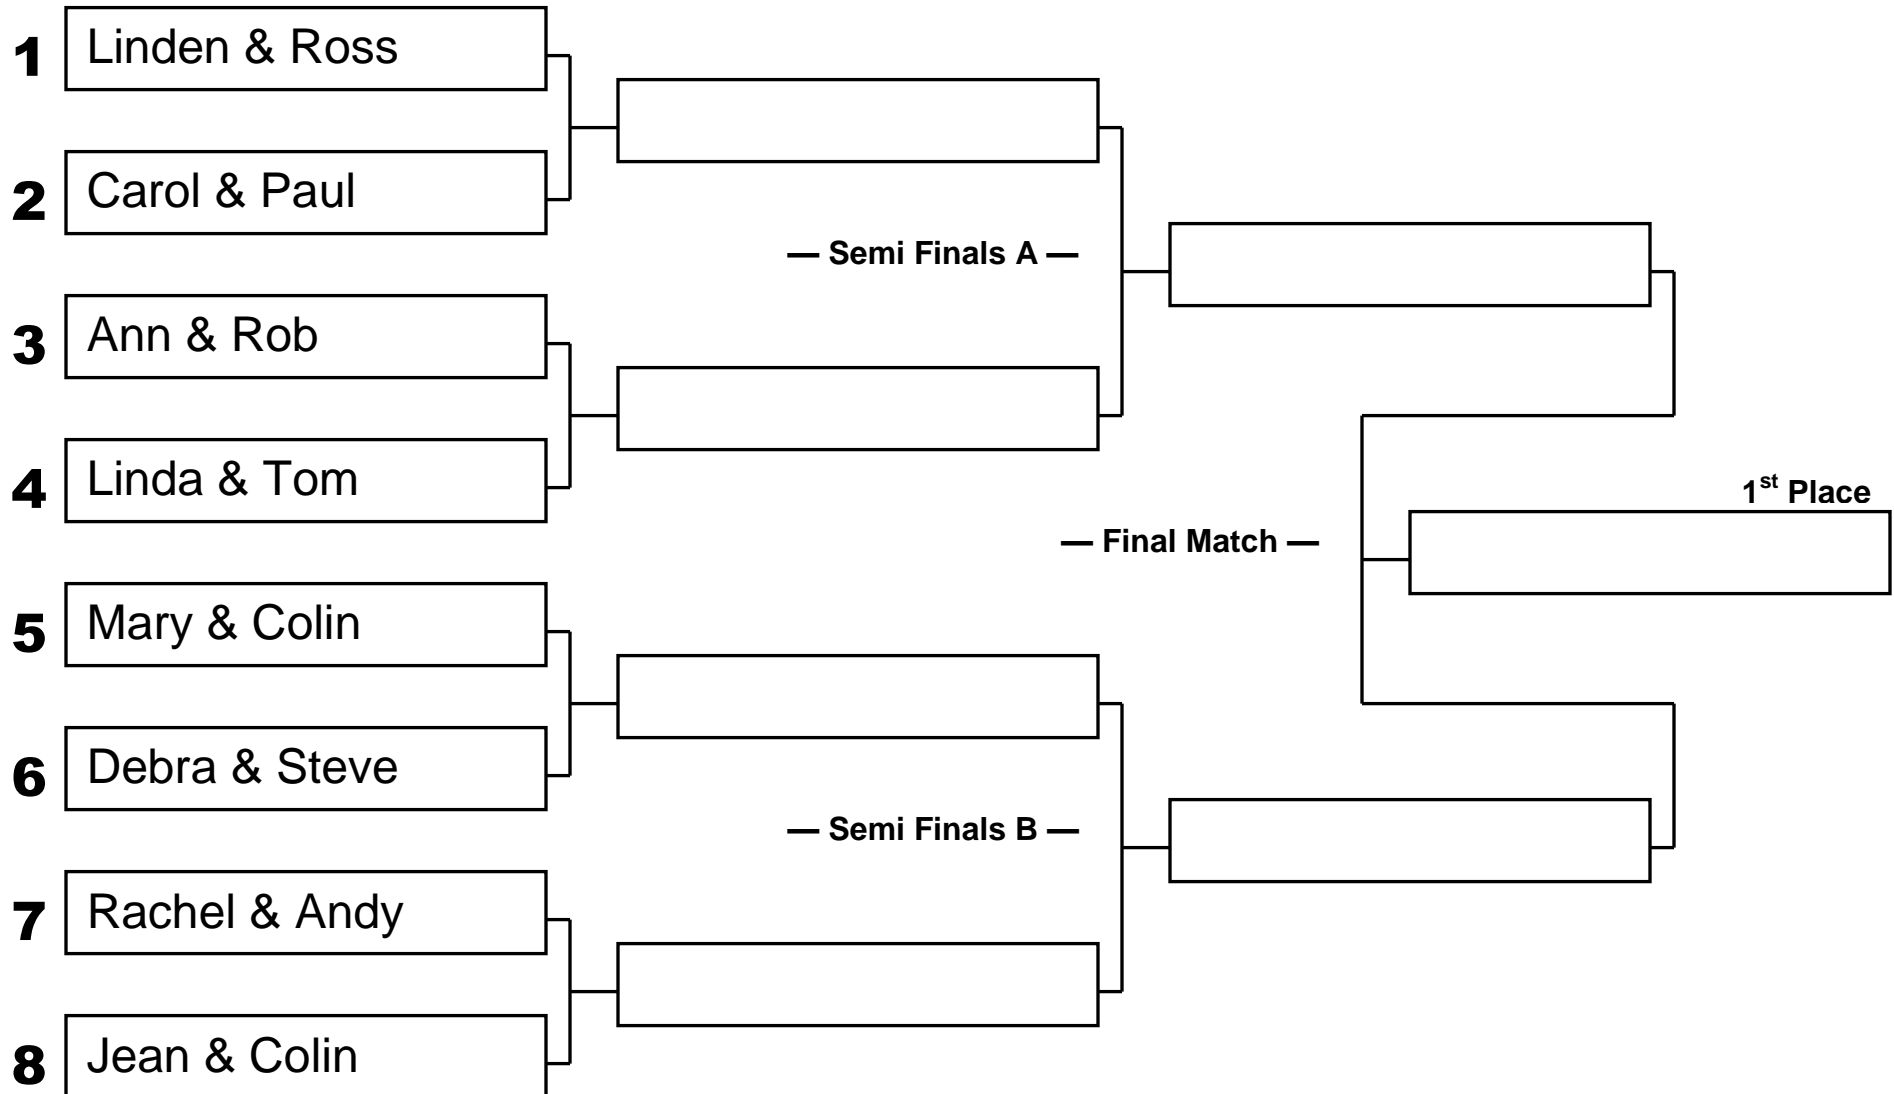 1 Linden & Ross
2 Carol & Paul
— Semi Finals A —
3 Ann & Rob
4 Linda & Tom
1st Place
— Final Match —
5 Mary & Colin
6 Debra & Steve
— Semi Finals B —
7 Rachel & Andy
8 Jean & Colin